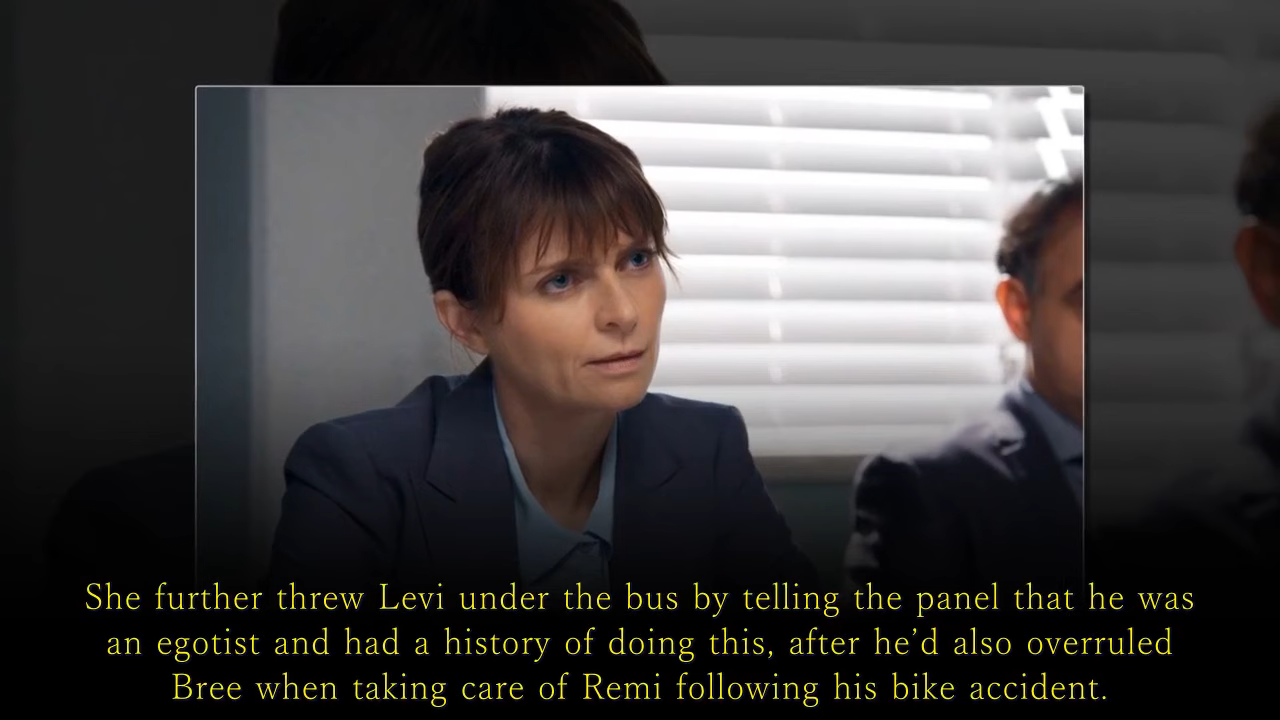 She further threw Levi under the bus by telling the panel that he was
an egotist and had a history of doing this, after he’d also overruled
Bree when taking care of Remi following his bike accident.